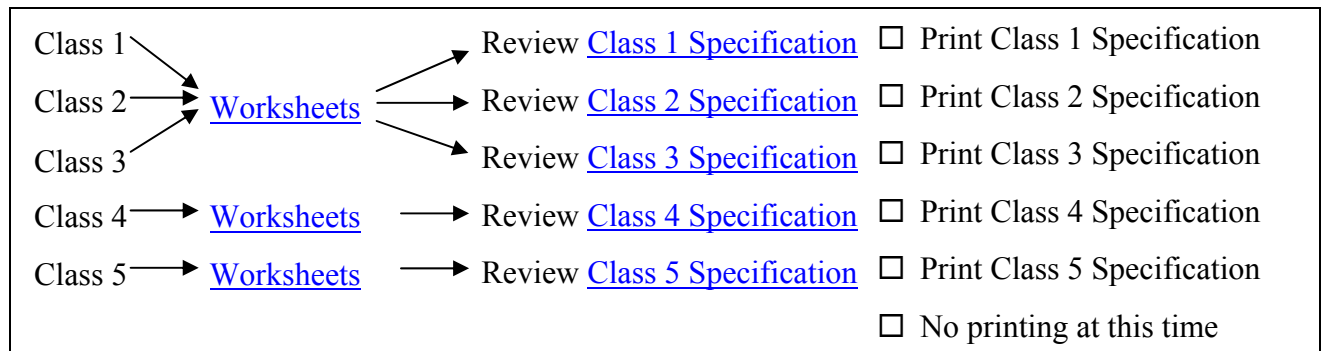 Class 1 Review Class 1 Specification ☐ Print Class 1 Specification
Class 2 Worksheets Review Class 2 Specification ☐ Print Class 2 Specification
Class 3 Review Class 3 Specification ☐ Print Class 3 Specification
Class 4 Worksheets Review Class 4 Specification ☐ Print Class 4 Specification
Class 5 Worksheets Review Class 5 Specification ☐ Print Class 5 Specification
☐ No printing at this time